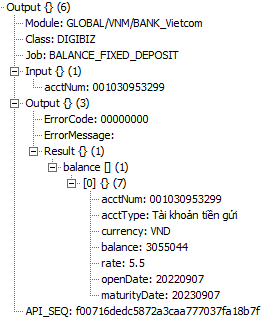 Output {} (6)
Module: GLOBAL/VNM/BANK_Vietcom
Class: DIGIBIZ
Job: BALANCE_FIXED_DEPOSIT
Input {} (1)
acctNum: 001030953299
Output {} (3)
ErrorCode: 00000000
ErrorMessage:
Result {} (1)
balance [] (1)
[0] {} (7)
acctNum: 001030953299
acctType: Tài khoản tiền gửi
currency: VND
balance: 3055044
rate: 5.5
openDate: 20220907
maturityDate: 20230907
API_SEQ: f00716dedc5872a3caa777037fa18b7f